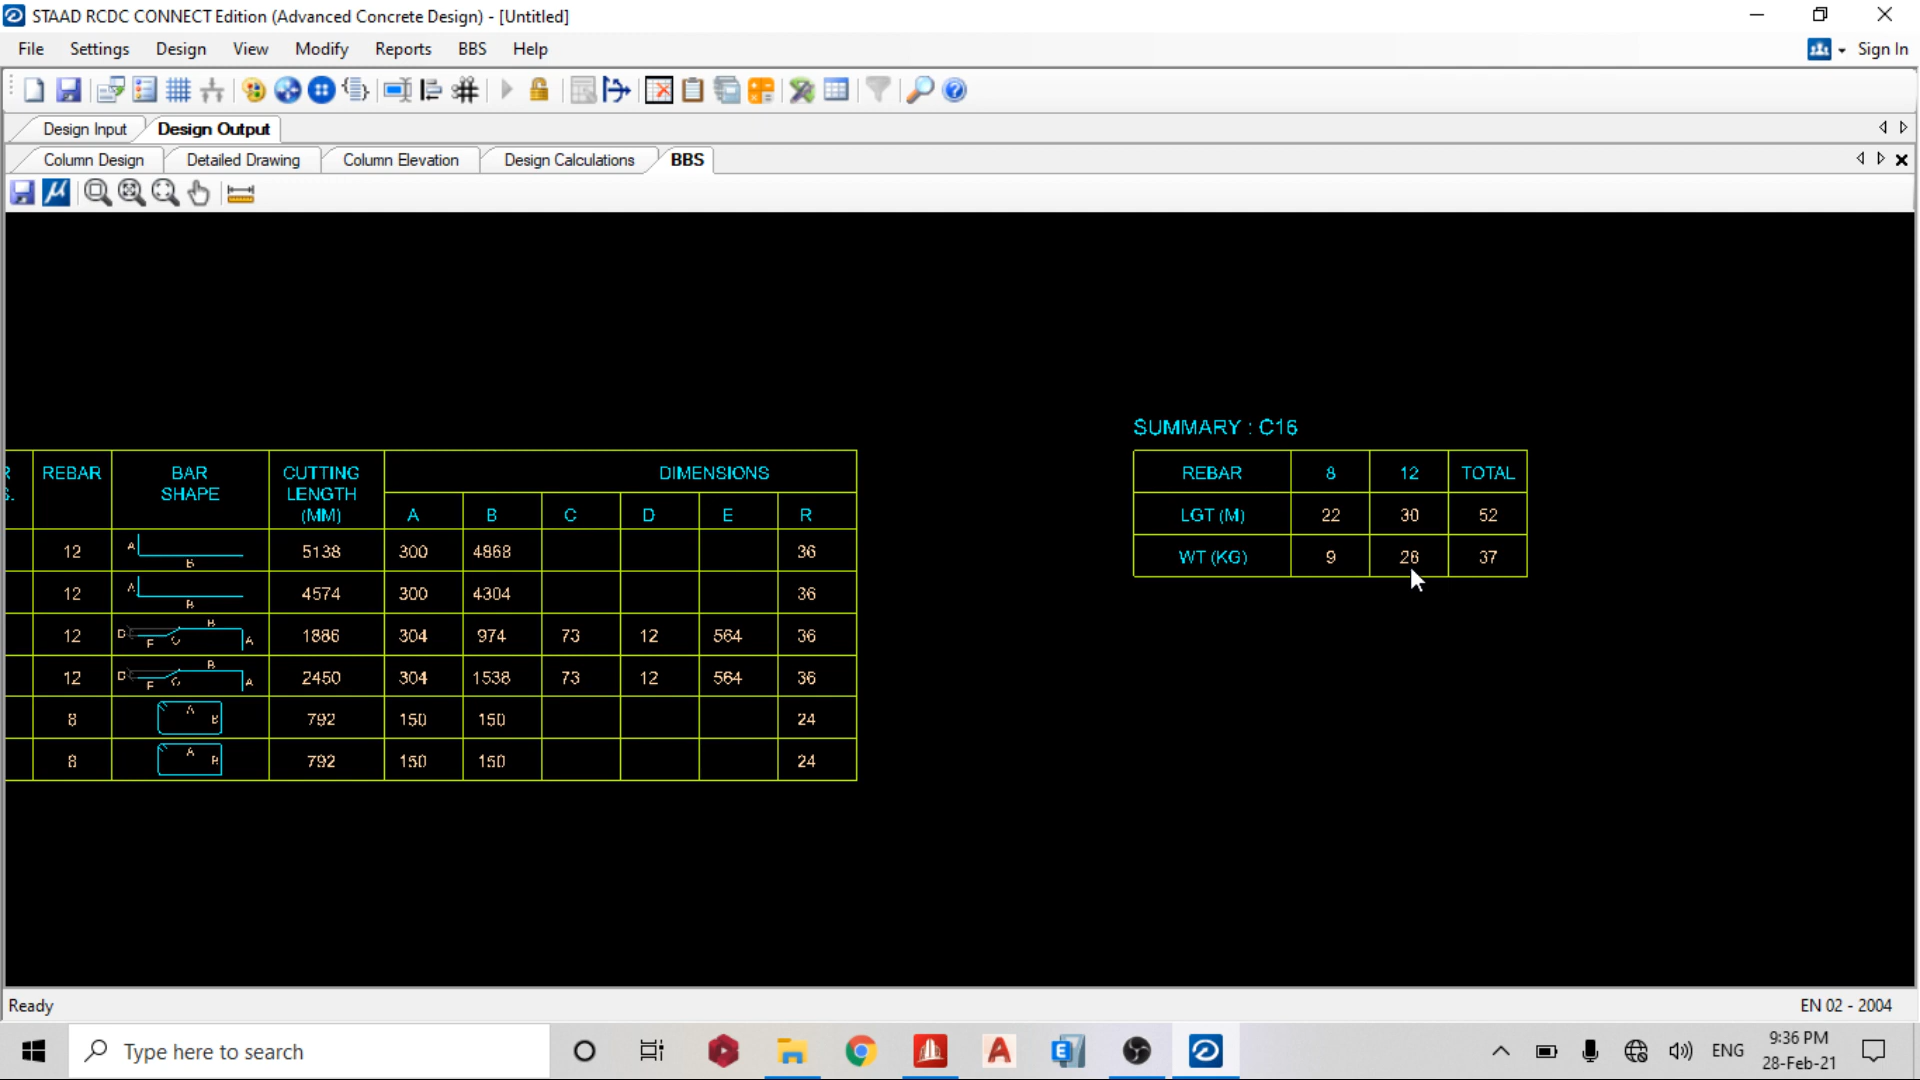 STAAD RCDC CONNECT Edition (Advanced Concrete Design) - [Untitled]
File Settings Design View Modify Reports BBS Help Sign In
Design Input Design Output
Column Design Detailed Drawing Column Elevation Design Calculations BBS
SUMMARY : C16
REBAR 8 12 TOTAL
LGT (M) 22 30 52
WT (KG) 9 28 37
REBAR BAR SHAPE CUTTING LENGTH (MM) DIMENSIONS
A B C D E R
12 A B 5138 300 4868 36
12 A B 4574 300 4304 36
12 B A 1886 304 974 73 12 564 36
12 B A 2450 304 1538 73 12 564 36
8 A B 792 150 150 24
8 A B 792 150 150 24
Ready EN 02 - 2004
Type here to search ENG 9:36 PM
28-Feb-21